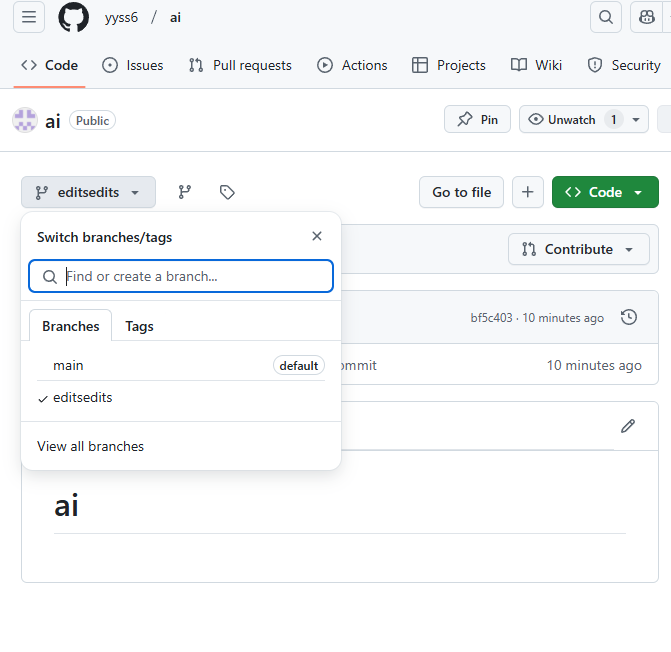 yyss6 / ai
Code Issues Pull requests Actions Projects Wiki Security
ai Public Pin Unwatch 1
editsedits Go to file Code
Switch branches/tags
Contribute
Find or create a branch...
bf5c403 · 10 minutes ago
Branches Tags
main default
10 minutes ago
editsedits
View all branches
ai